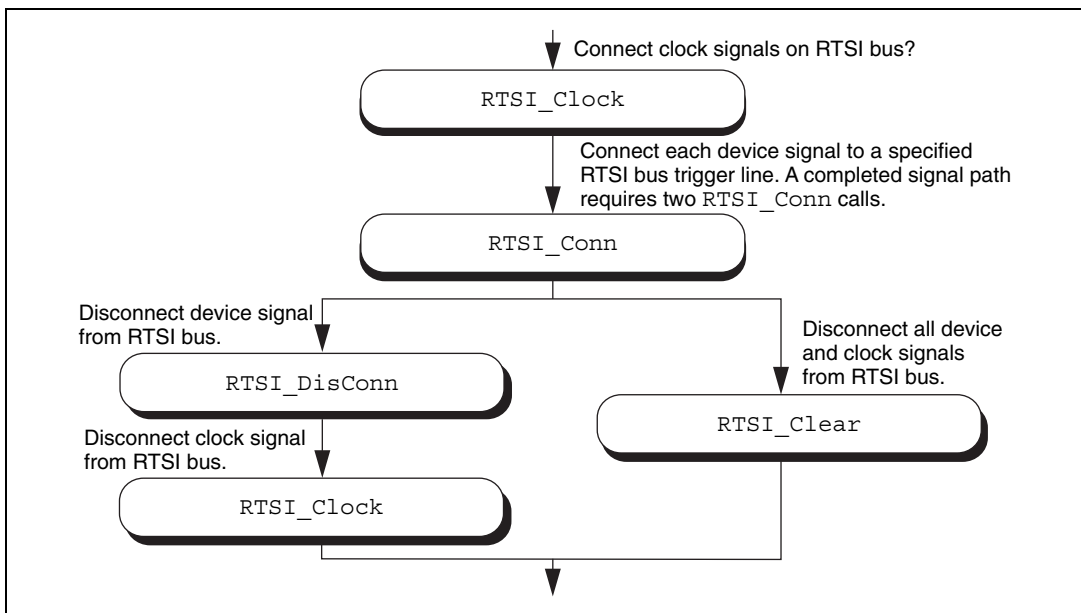 Connect clock signals on RTSI bus?
RTSI_Clock
Connect each device signal to a specified
RTSI bus trigger line. A completed signal path
requires two RTSI_Conn calls.
RTSI_Conn
Disconnect device signal
from RTSI bus.
RTSI_DisConn
Disconnect clock signal
from RTSI bus.
RTSI_Clock
Disconnect all device
and clock signals
from RTSI bus.
RTSI_Clear